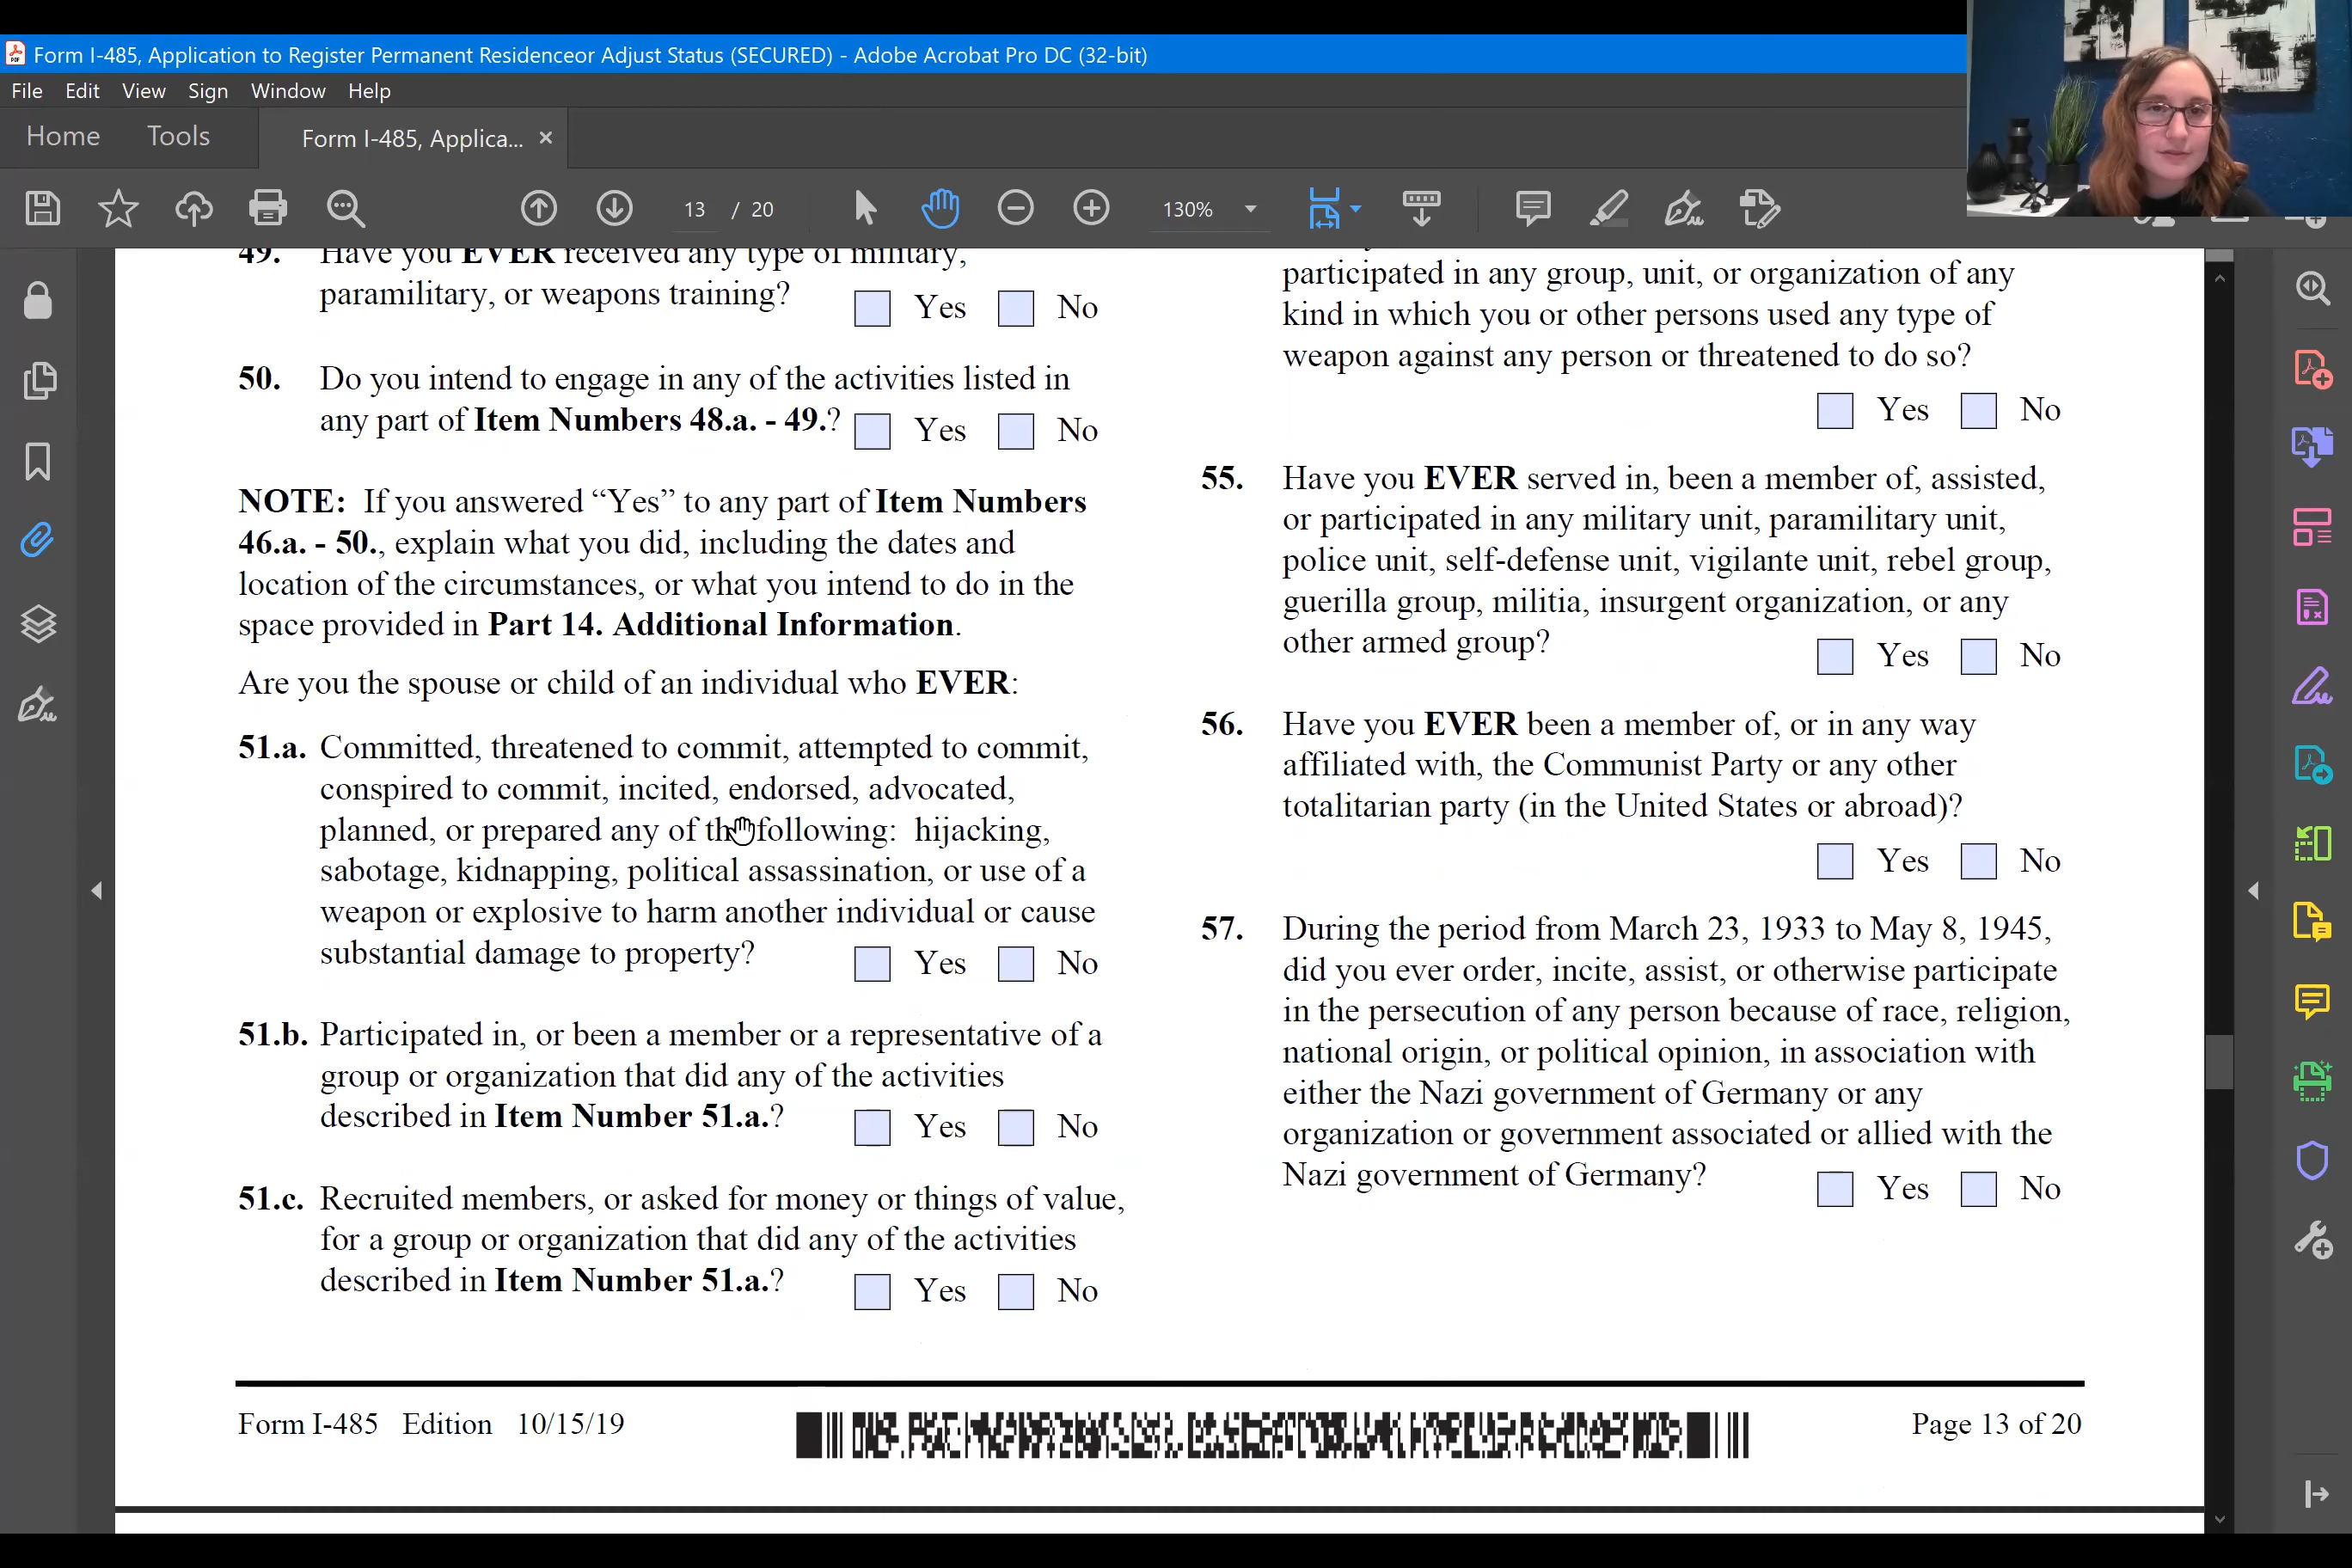 Form I-485, Application to Register Permanent Residenceor Adjust Status (SECURED) - Adobe Acrobat Pro DC (32-bit)
File Edit View Sign Window Help
Home Tools Form I-485, Applica... ×
13 / 20 130%
49. Have you EVER received any type of military,
paramilitary, or weapons training? Yes No
50. Do you intend to engage in any of the activities listed in
any part of Item Numbers 48.a. - 49.? Yes No
NOTE: If you answered “Yes” to any part of Item Numbers
46.a. - 50., explain what you did, including the dates and
location of the circumstances, or what you intend to do in the
space provided in Part 14. Additional Information.
Are you the spouse or child of an individual who EVER:
51.a. Committed, threatened to commit, attempted to commit,
conspired to commit, incited, endorsed, advocated,
planned, or prepared any of the following: hijacking,
sabotage, kidnapping, political assassination, or use of a
weapon or explosive to harm another individual or cause
substantial damage to property? Yes No
51.b. Participated in, or been a member or a representative of a
group or organization that did any of the activities
described in Item Number 51.a.? Yes No
51.c. Recruited members, or asked for money or things of value,
for a group or organization that did any of the activities
described in Item Number 51.a.? Yes No
participated in any group, unit, or organization of any
kind in which you or other persons used any type of
weapon against any person or threatened to do so?
Yes No
55. Have you EVER served in, been a member of, assisted,
or participated in any military unit, paramilitary unit,
police unit, self-defense unit, vigilante unit, rebel group,
guerilla group, militia, insurgent organization, or any
other armed group? Yes No
56. Have you EVER been a member of, or in any way
affiliated with, the Communist Party or any other
totalitarian party (in the United States or abroad)?
Yes No
57. During the period from March 23, 1933 to May 8, 1945,
did you ever order, incite, assist, or otherwise participate
in the persecution of any person because of race, religion,
national origin, or political opinion, in association with
either the Nazi government of Germany or any
organization or government associated or allied with the
Nazi government of Germany? Yes No
Form I-485 Edition 10/15/19 Page 13 of 20